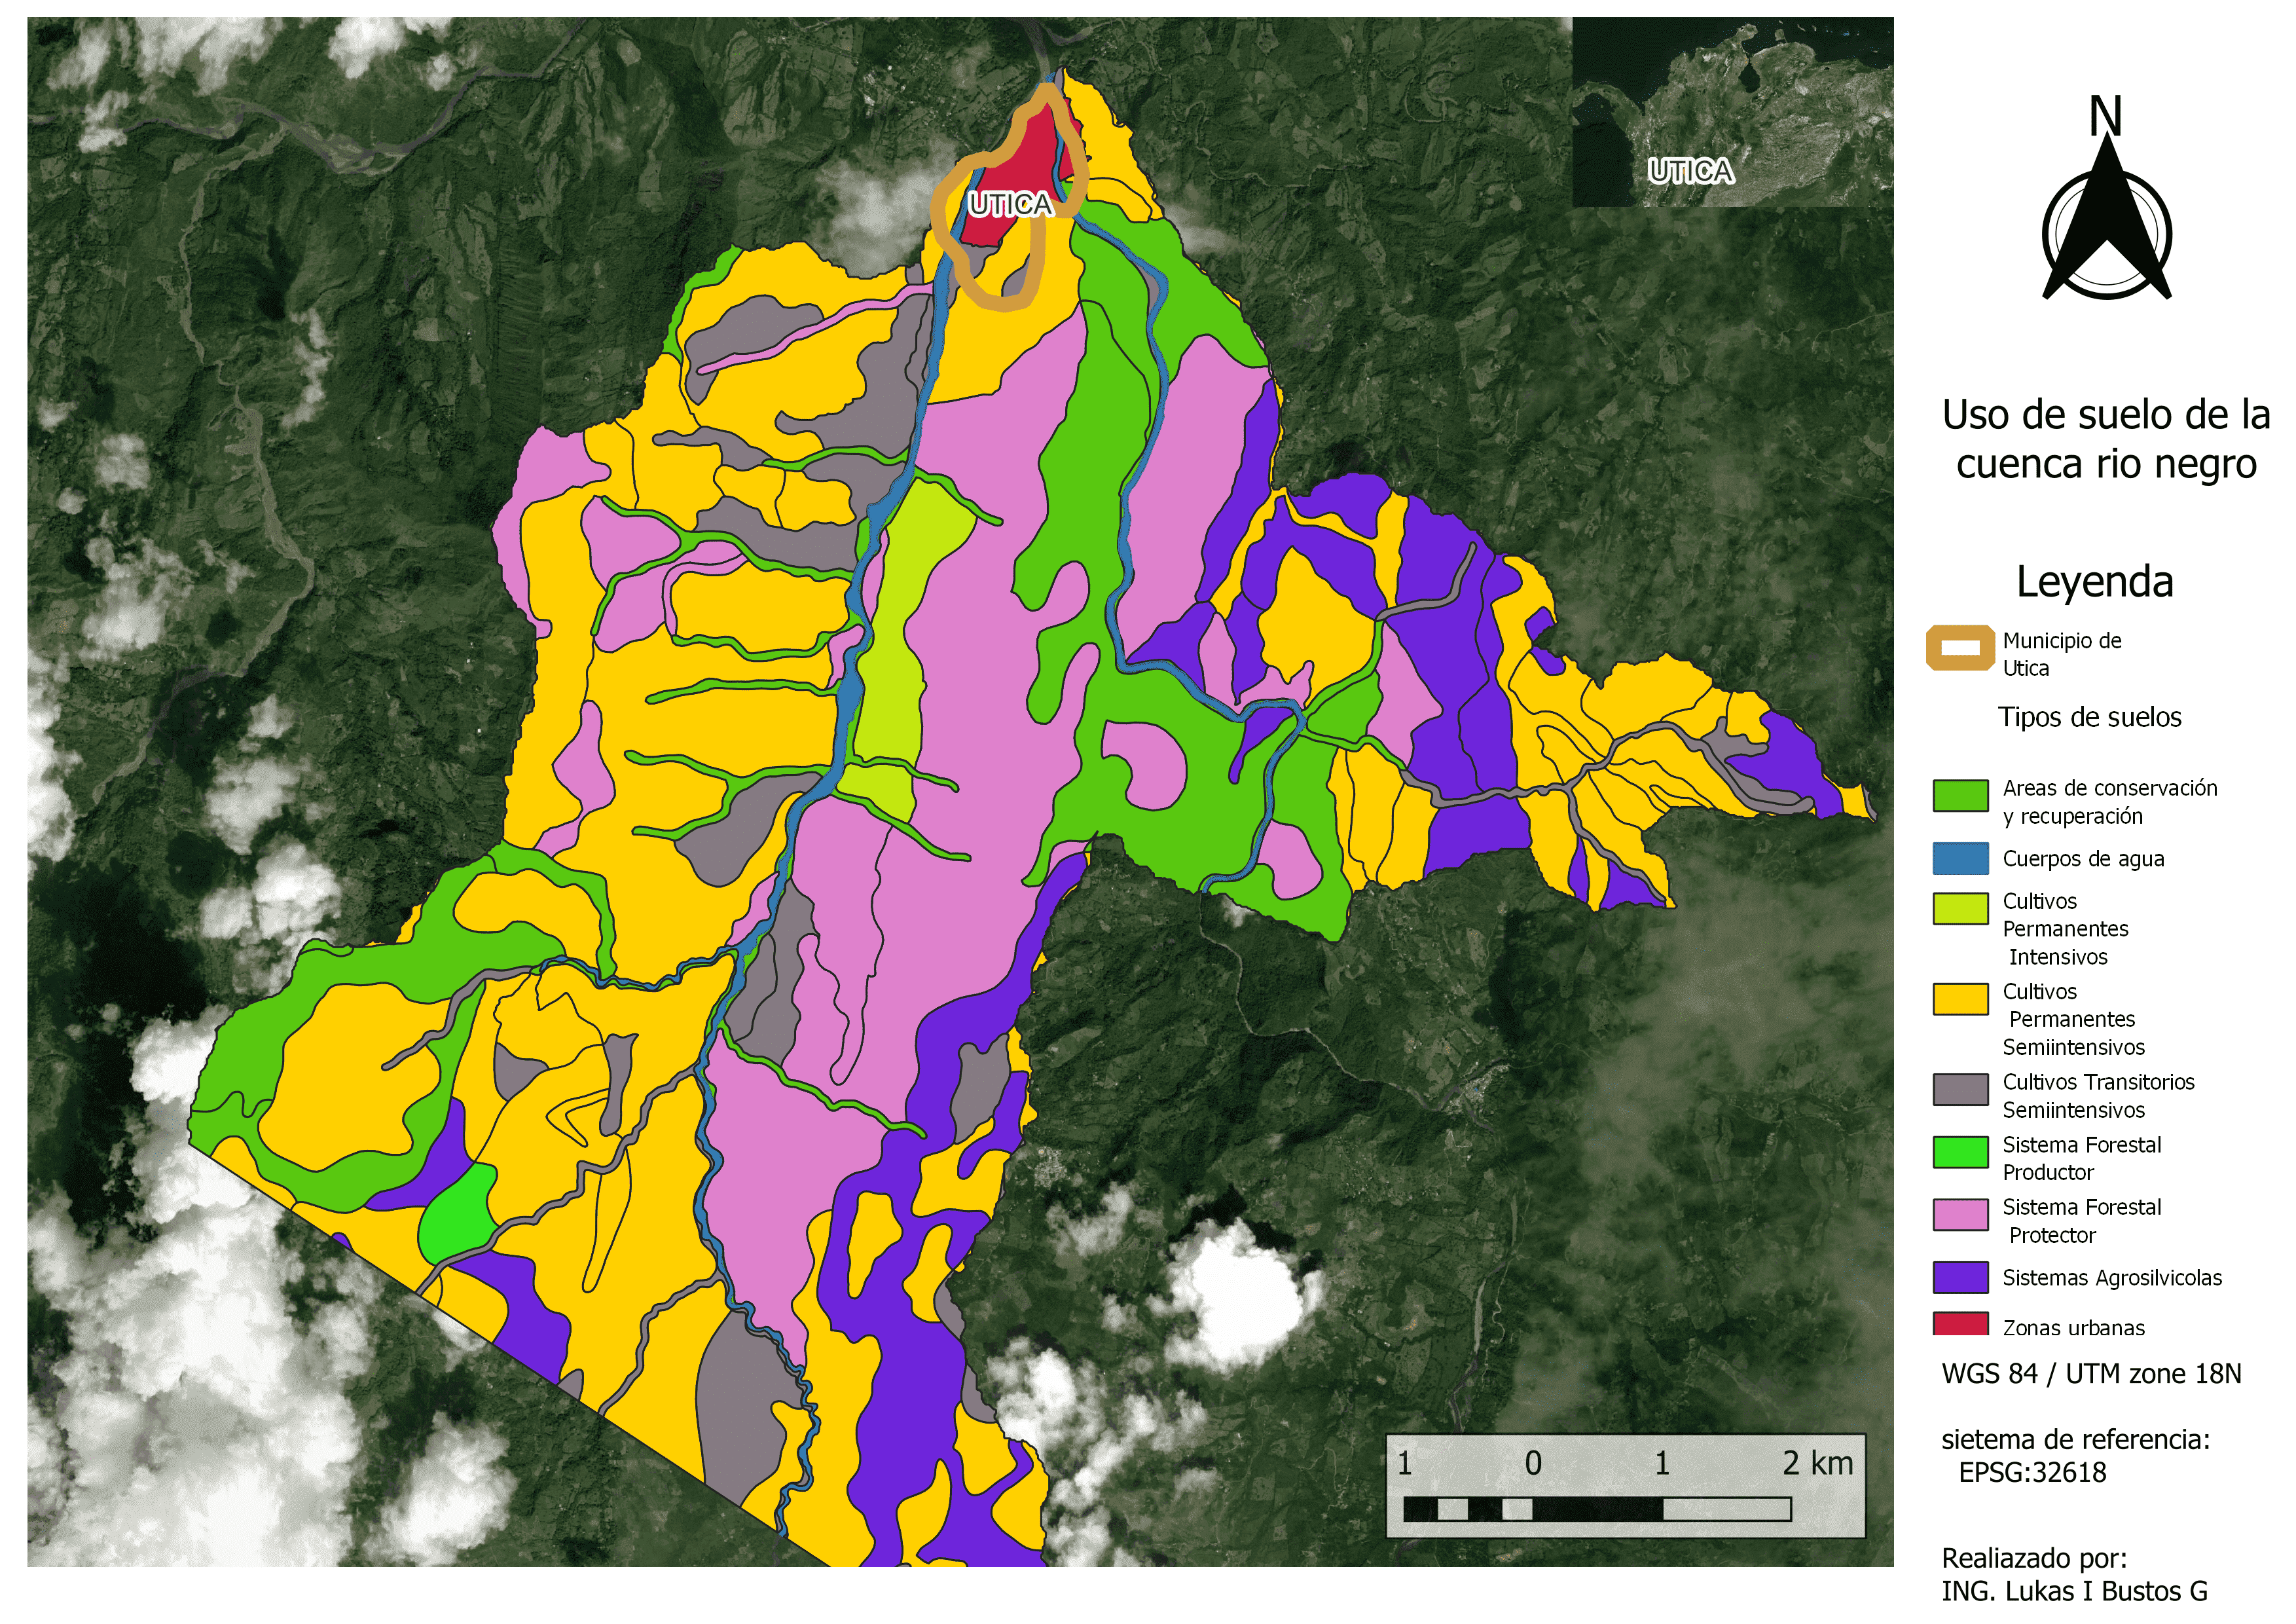 UTICA
UTICA
N
Uso de suelo de la
cuenca rio negro
Leyenda
Municipio de
Utica
Tipos de suelos
Areas de conservación
y recuperación
Cuerpos de agua
Cultivos
Permanentes
Intensivos
Cultivos
Permanentes
Semiintensivos
Cultivos Transitorios
Semiintensivos
Sistema Forestal
Productor
Sistema Forestal
Protector
Sistemas Agrosilvicolas
Zonas urbanas
WGS 84 / UTM zone 18N
sietema de referencia:
EPSG:32618
Realiazado por:
ING. Lukas I Bustos G
1 0 1 2 km